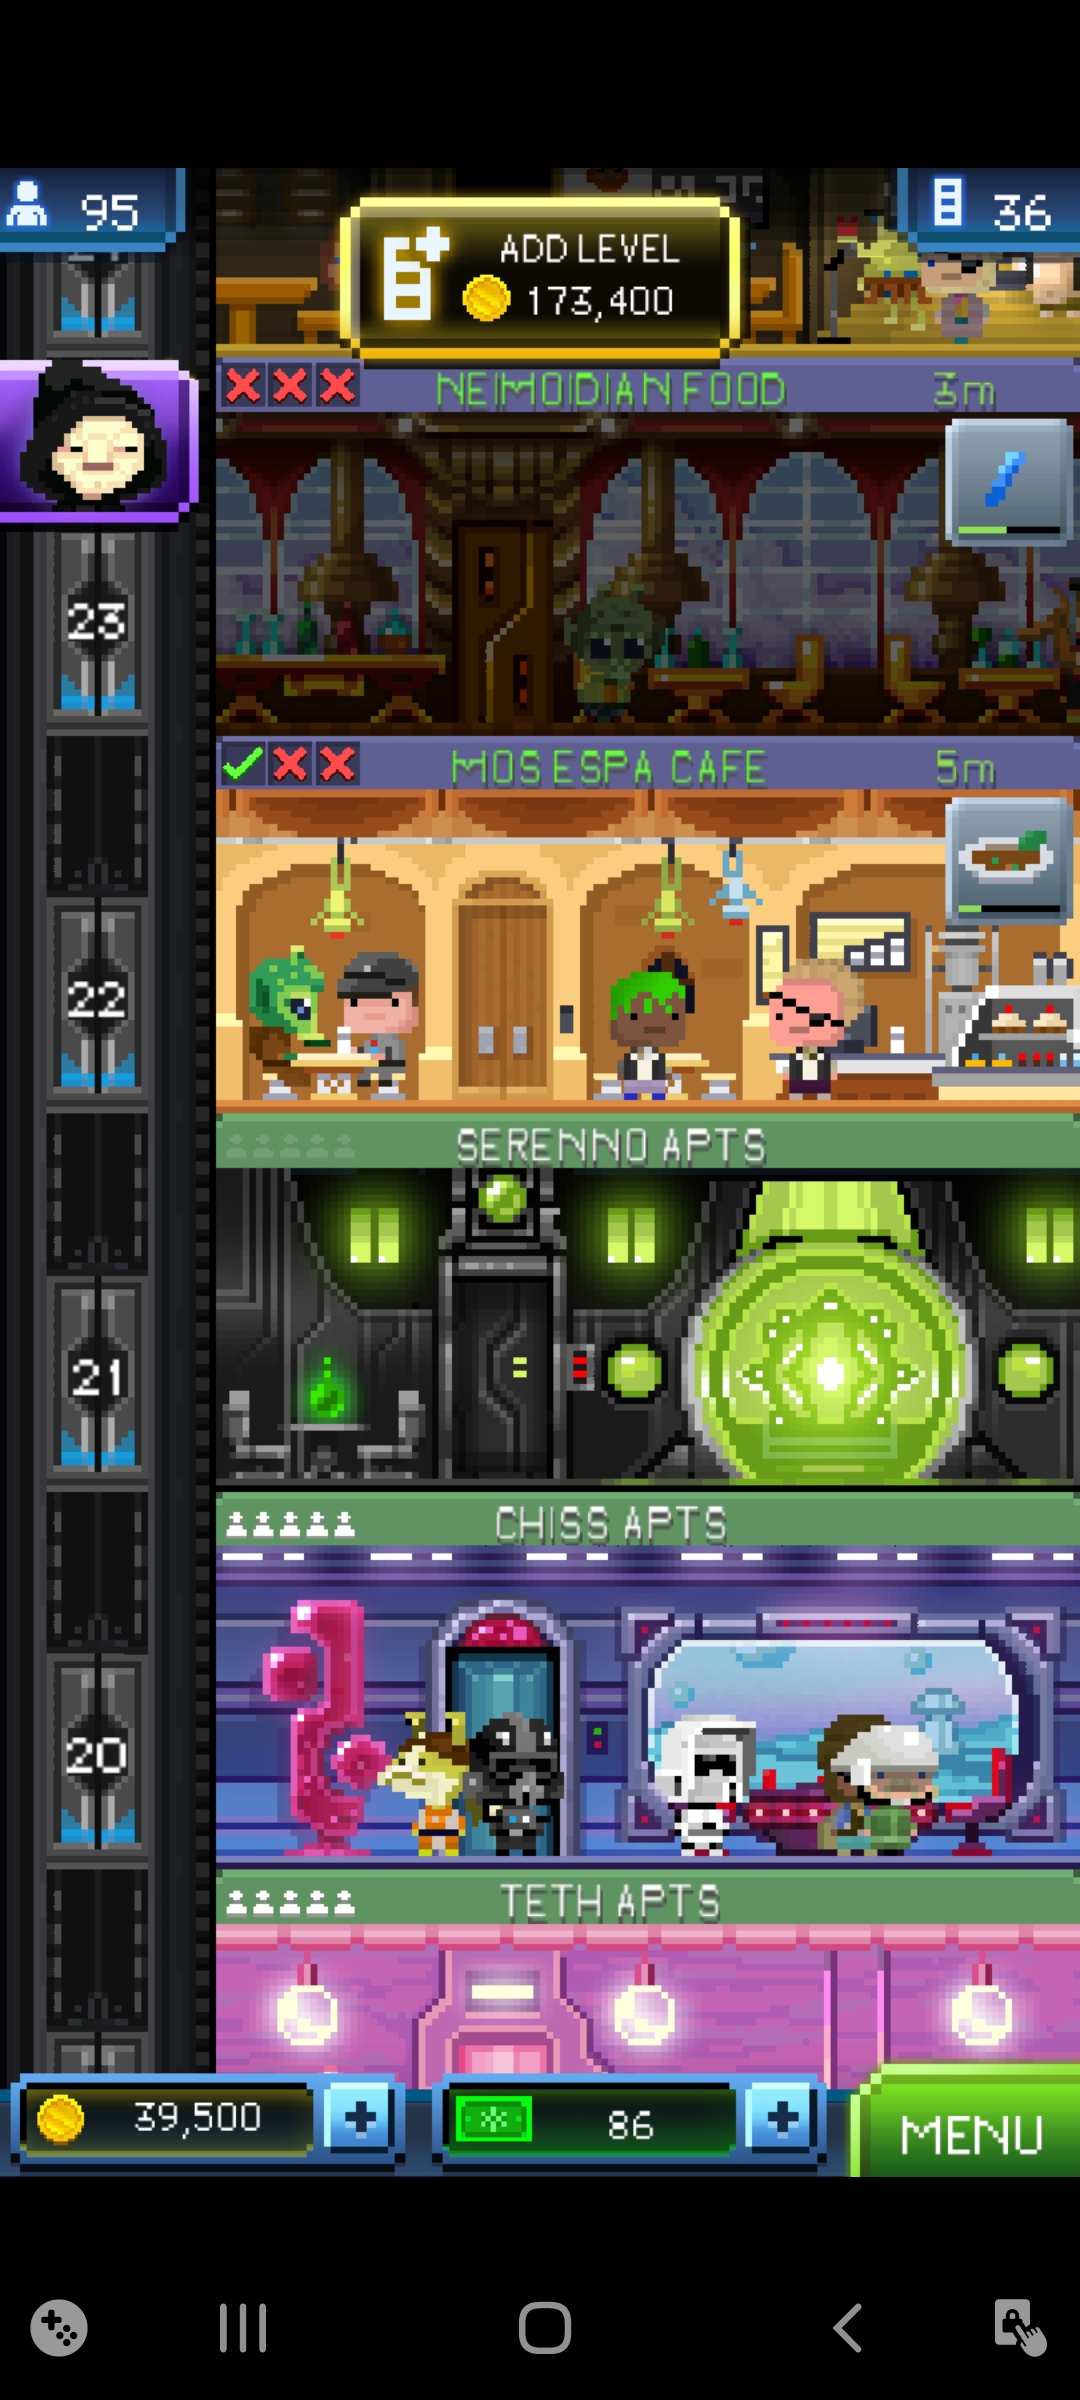 95
ADD LEVEL
173,400
36
NEIMOIDIAN FOOD 3m
23
MOS ESPA CAFE 5m
22
SERENNO APTS
21
CHISS APTS
20
TETH APTS
39,500
86
MENU